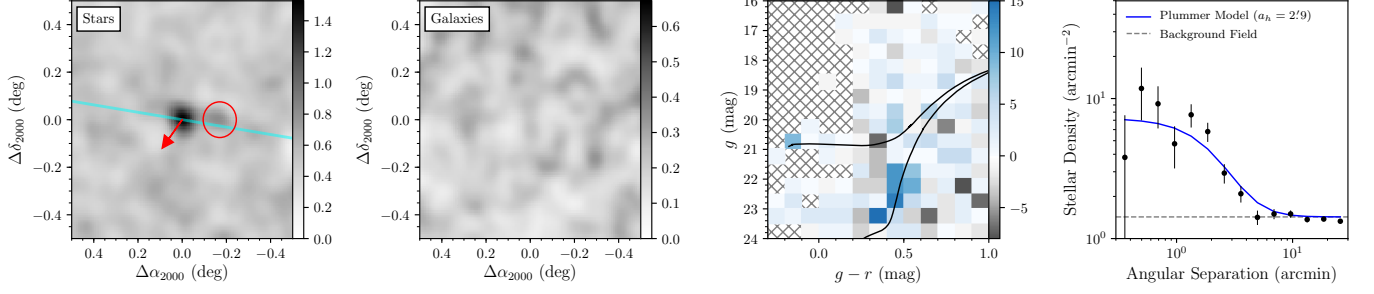 Stars
0.4
0.2
0.0
−0.2
−0.4
Δδ2000 (deg)
0.4 0.2 0.0 −0.2 −0.4
Δα2000 (deg)
1.4
1.2
1.0
0.8
0.6
0.4
0.2
0.0
Galaxies
0.4
0.2
0.0
−0.2
−0.4
Δδ2000 (deg)
0.4 0.2 0.0 −0.2 −0.4
Δα2000 (deg)
0.6
0.5
0.4
0.3
0.2
0.1
0.0
16
17
18
19
20
21
22
23
24
g (mag)
0.0 0.5 1.0
g − r (mag)
15
10
5
0
−5
Plummer Model (a_h = 2.′9)
Background Field
Stellar Density (arcmin⁻²)
10¹
10⁰
10⁰ 10¹
Angular Separation (arcmin)